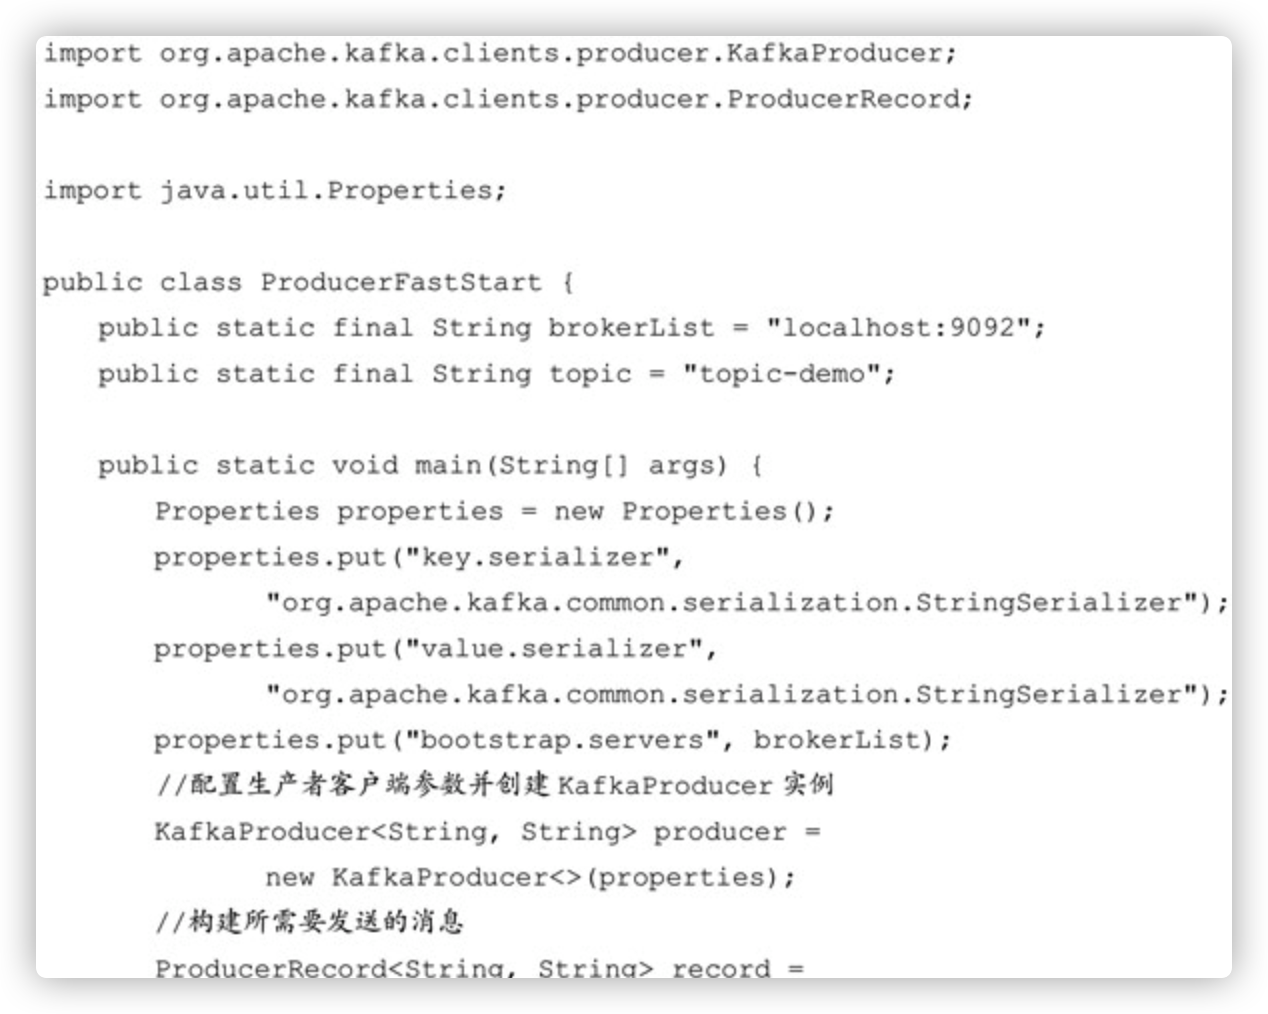 import org.apache.kafka.clients.producer.KafkaProducer;
import org.apache.kafka.clients.producer.ProducerRecord;
import java.util.Properties;
public class ProducerFastStart {
public static final String brokerList = "localhost:9092";
public static final String topic = "topic-demo";
public static void main(String[] args) {
Properties properties = new Properties();
properties.put("key.serializer",
"org.apache.kafka.common.serialization.StringSerializer");
properties.put("value.serializer",
"org.apache.kafka.common.serialization.StringSerializer");
properties.put("bootstrap.servers", brokerList);
//配置生产者客户端参数并创建 KafkaProducer 实例
KafkaProducer<String, String> producer =
new KafkaProducer<>(properties);
//构建所需要发送的消息
ProducerRecord<String, String> record =